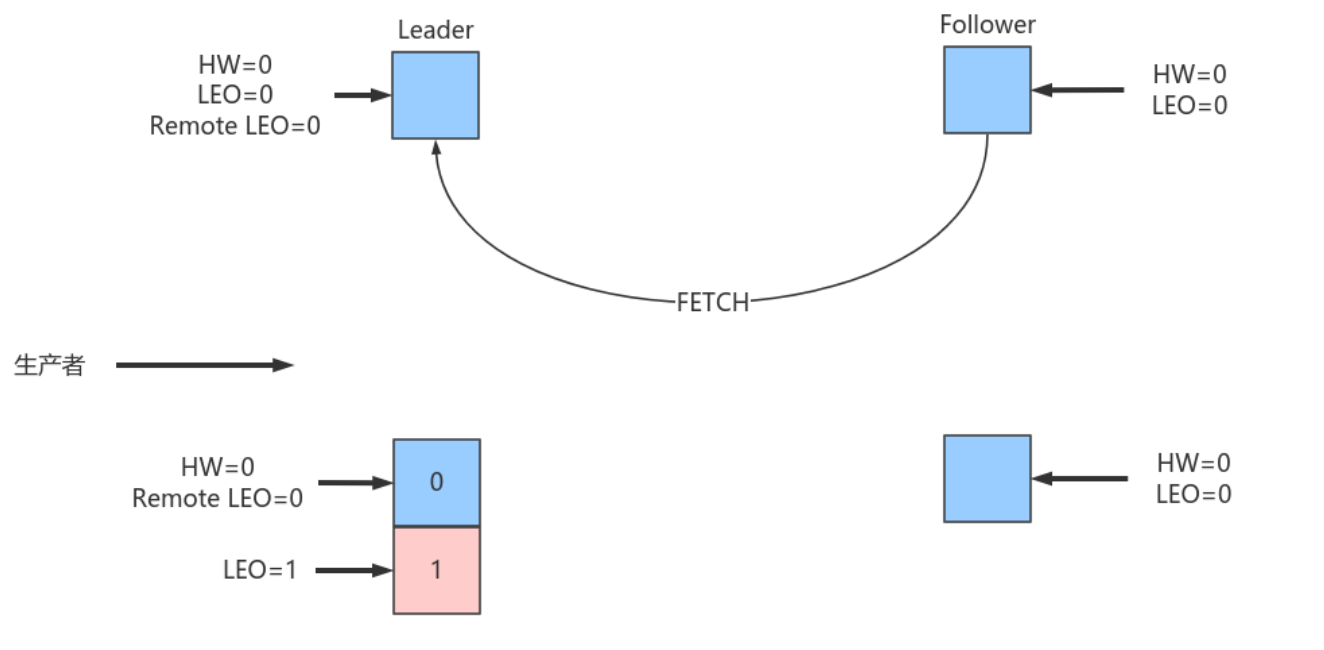 Leader
Follower
HW=0
LEO=0
Remote LEO=0
HW=0
LEO=0
FETCH
生产者
HW=0
Remote LEO=0
0
HW=0
LEO=0
LEO=1
1